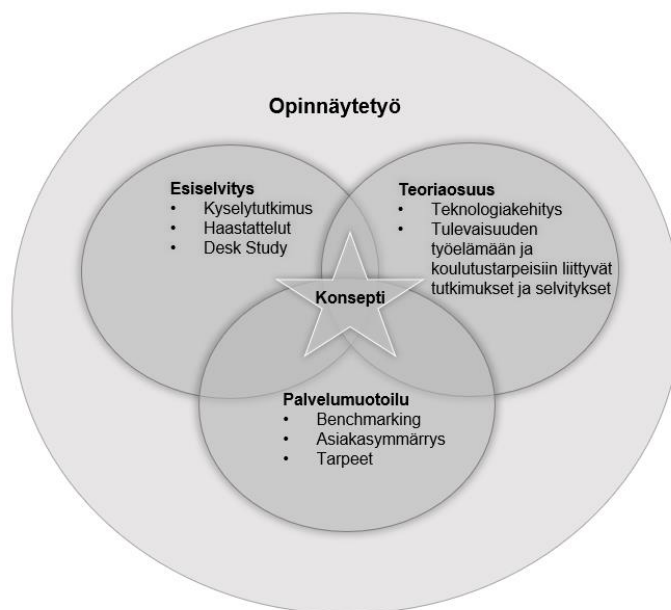 Opinnäytetyö
Esiselvitys
• Kyselytutkimus
• Haastattelut
• Desk Study
Teoriaosuus
• Teknologiakehitys
• Tulevaisuuden
työelämään ja
koulutustarpeisiin liittyvät
tutkimukset ja selvitykset
Konsepti
Palvelumuotoilu
• Benchmarking
• Asiakasymmärrys
• Tarpeet